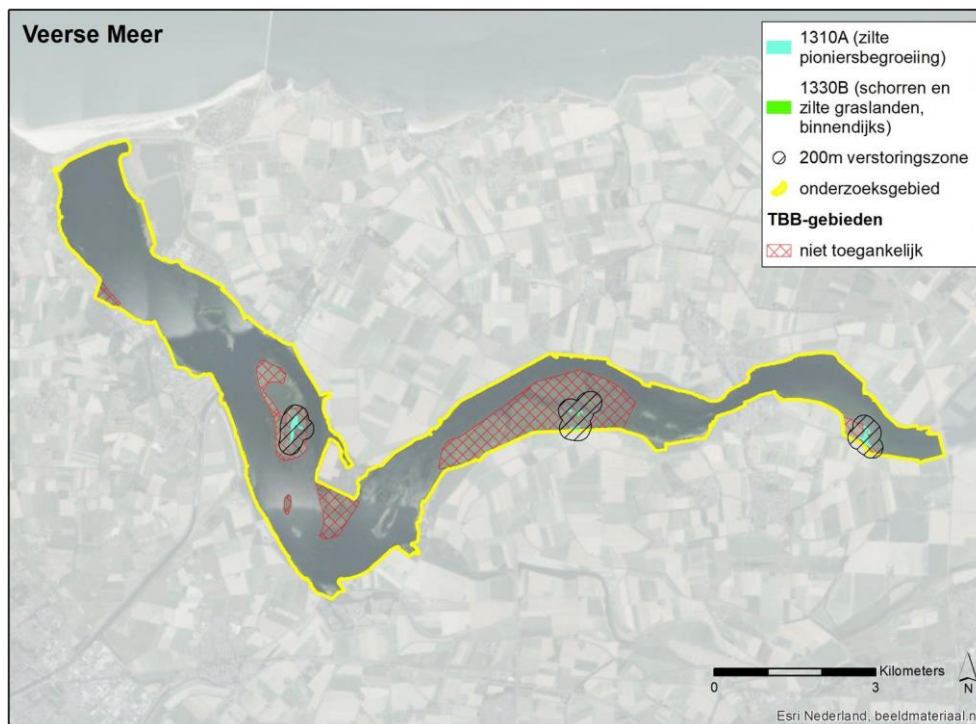 Veerse Meer
1310A (zilte
pioniersbegroeiing)
1330B (schorren en
zilte graslanden,
binnendijks)
200m verstoringszone
onderzoeksgebied
TBB-gebieden
niet toegankelijk
Kilometers
0
3
N
Esri Nederland, beeldmateriaal.n